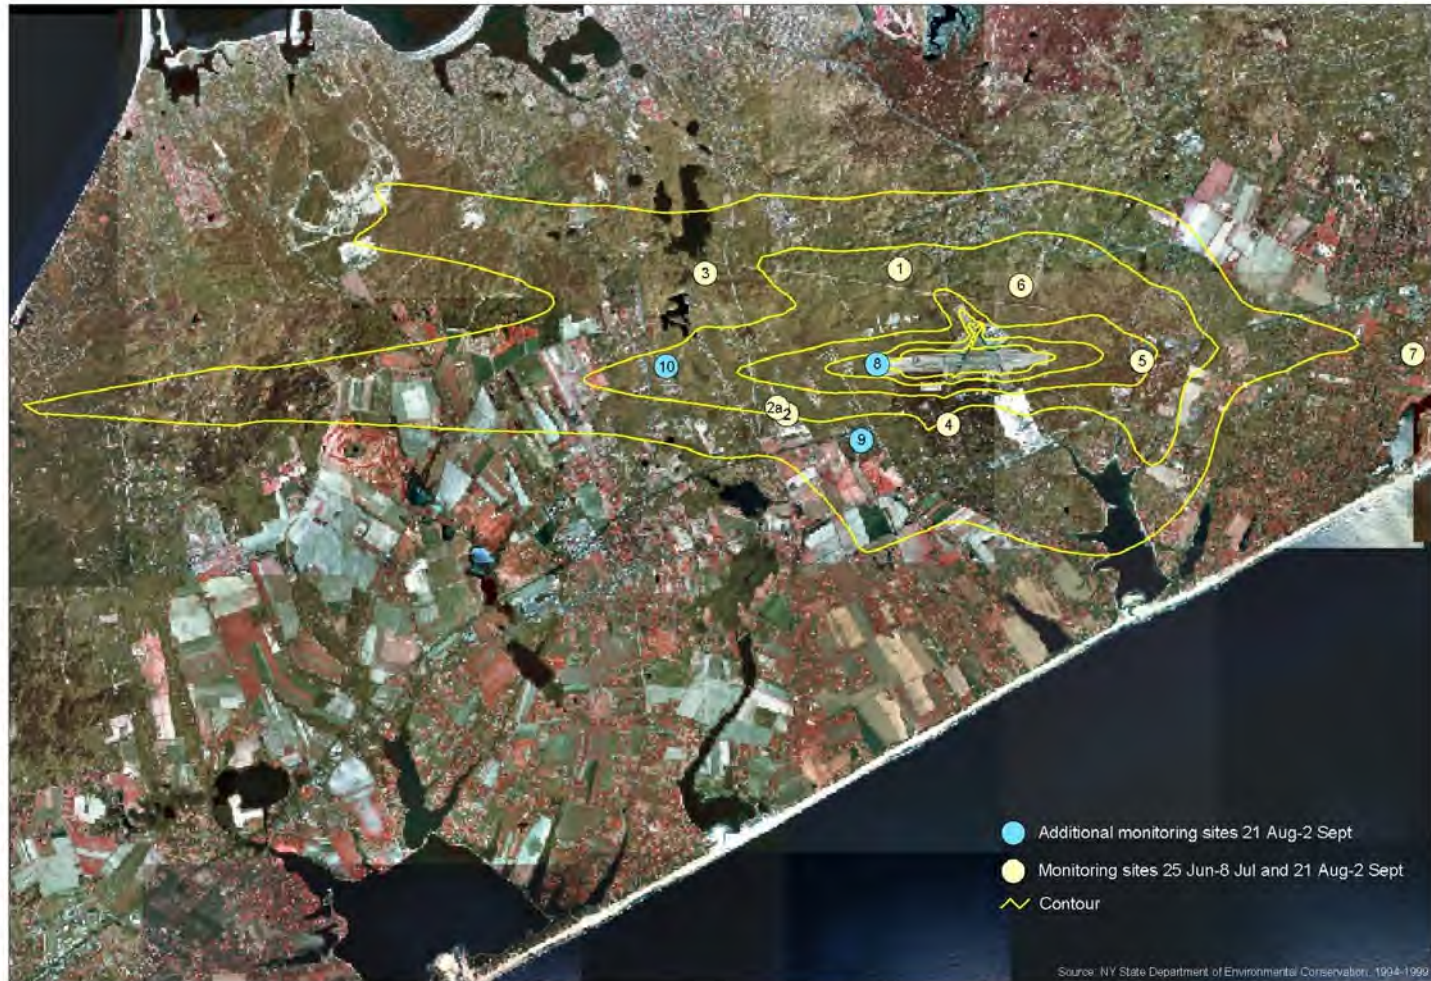 3
1
6
7
10
8
5
2a
2
9
4
Additional monitoring sites 21 Aug-2 Sept
Monitoring sites 25 Jun-8 Jul and 21 Aug-2 Sept
Contour
Source: NY State Department of Environmental Conservation, 1994-1999